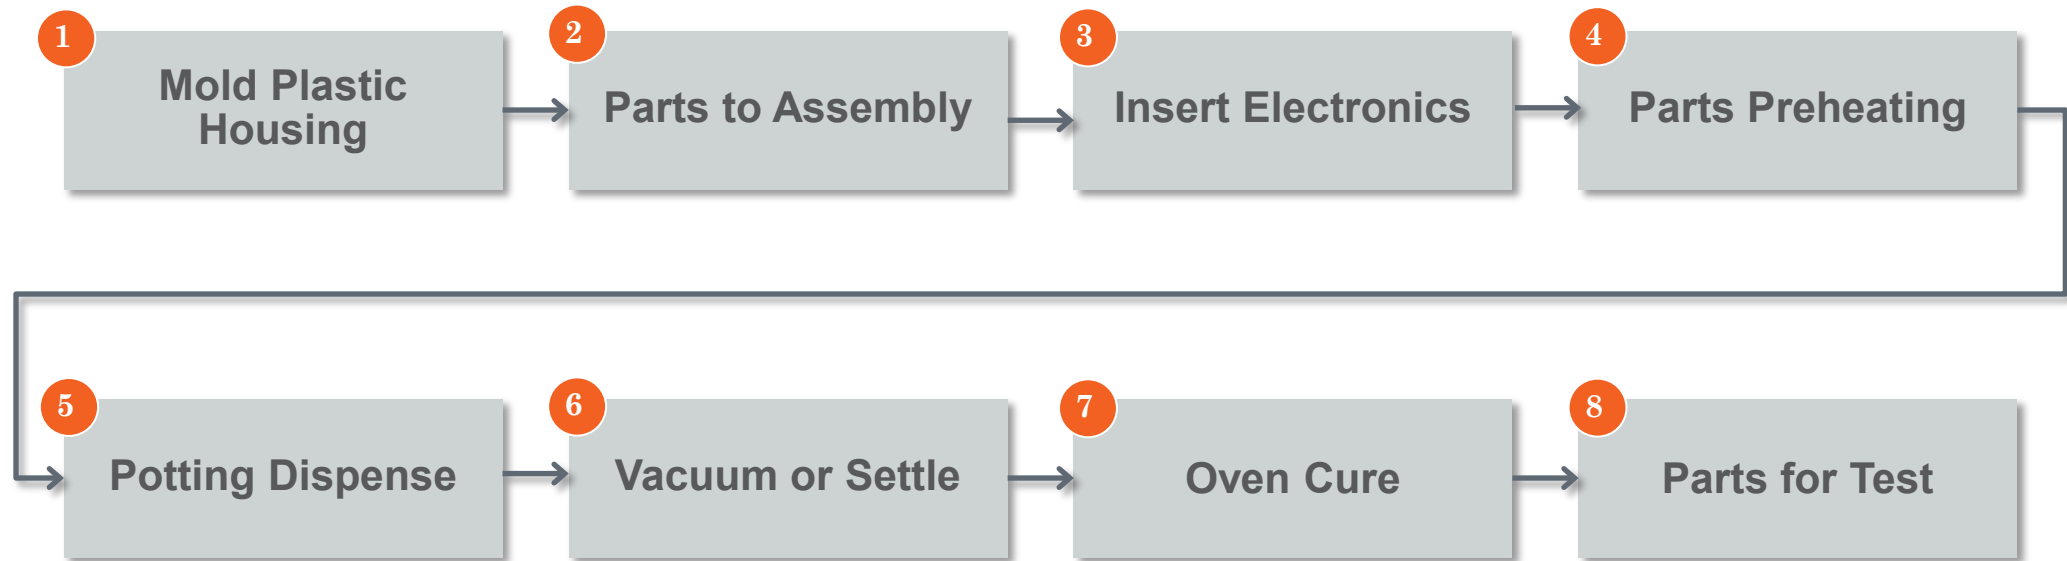 1
Mold Plastic
Housing
2
Parts to Assembly
3
Insert Electronics
4
Parts Preheating
5
Potting Dispense
6
Vacuum or Settle
7
Oven Cure
8
Parts for Test